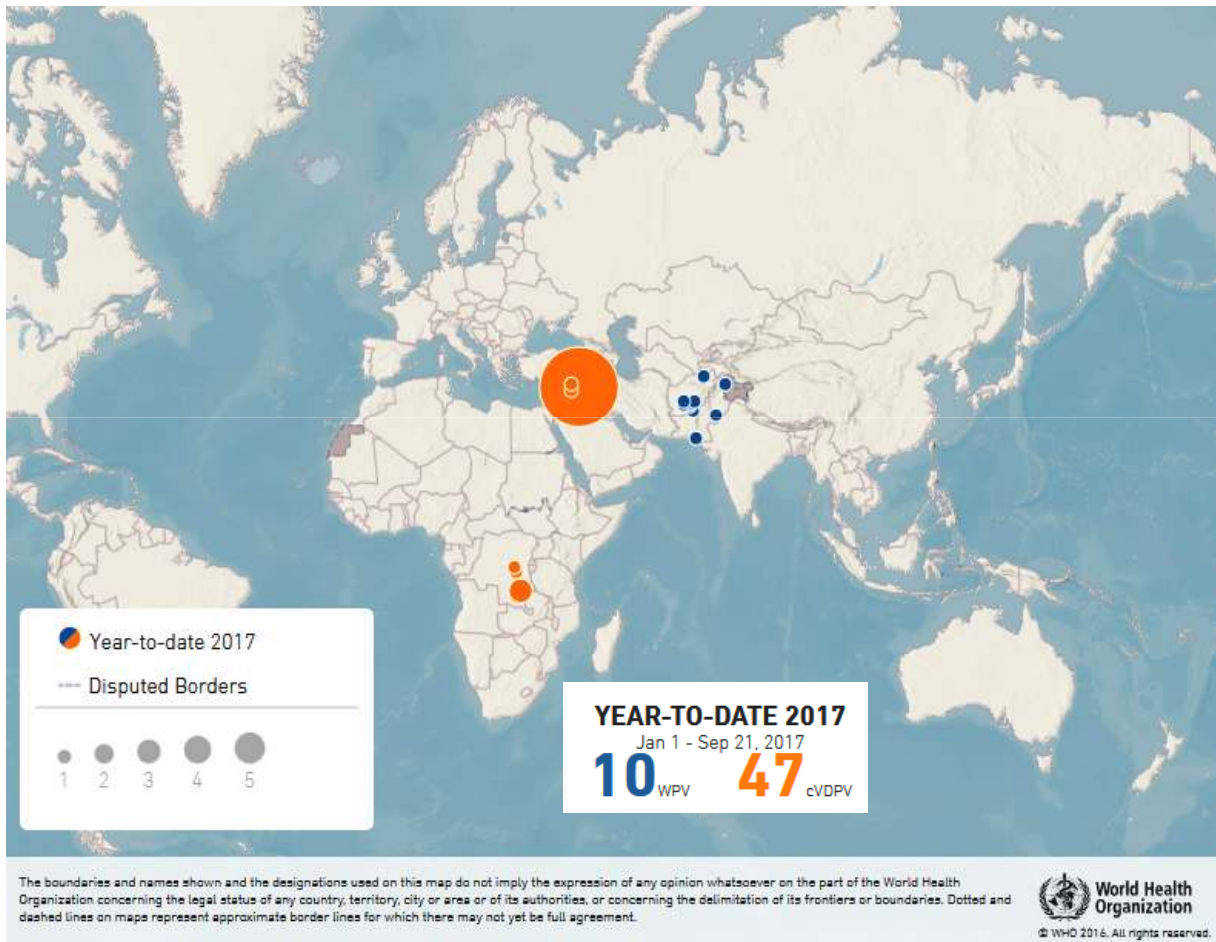 Year-to-date 2017
Disputed Borders
1 2 3 4 5
YEAR-TO-DATE 2017
Jan 1 - Sep 21, 2017
10 WPV 47 cVDPV
The boundaries and names shown and the designations used on this map do not imply the expression of any opinion whatsoever on the part of the World Health
Organization concerning the legal status of any country, territory, city or area or of its authorities, or concerning the delimitation of its frontiers or boundaries. Dotted and
dashed lines on maps represent approximate border lines for which there may not yet be full agreement.
World Health
Organization
© WHO 2016. All rights reserved.